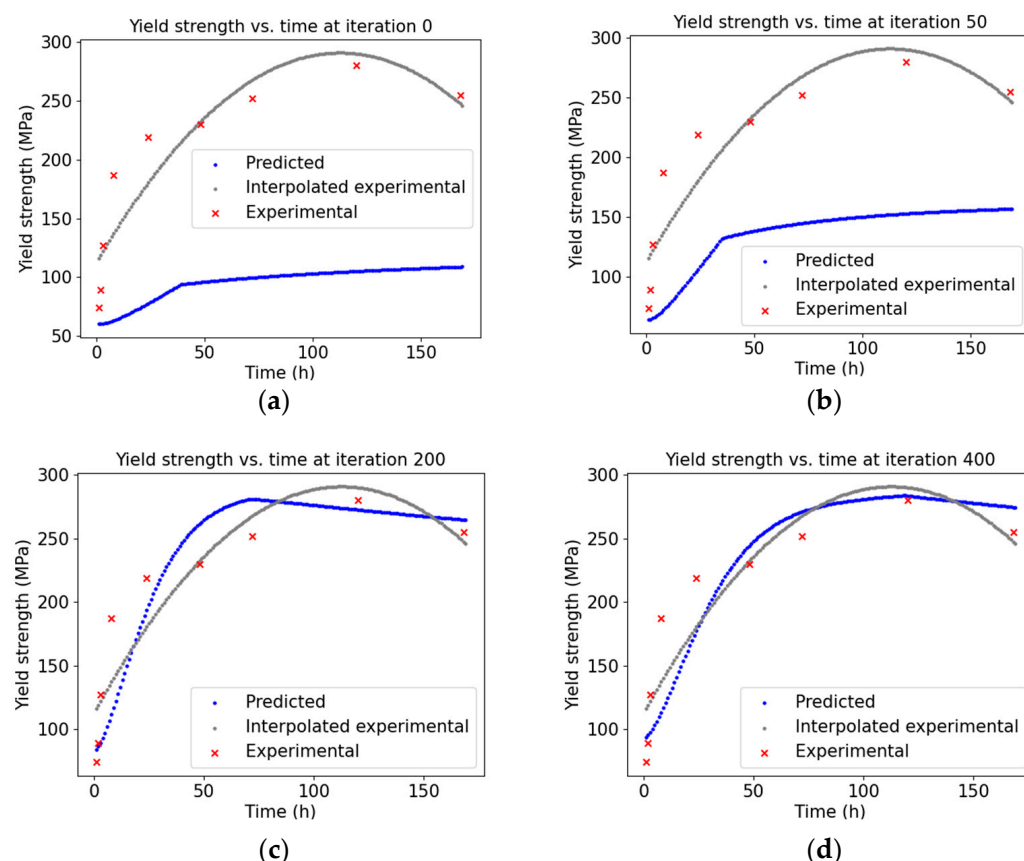 Yield strength vs. time at iteration 0
Yield strength (MPa)
300
250
200
150
100
50
Predicted
Interpolated experimental
Experimental
0 50 100 150
Time (h)
(a)
Yield strength vs. time at iteration 50
Yield strength (MPa)
300
250
200
150
100
Predicted
Interpolated experimental
Experimental
0 50 100 150
Time (h)
(b)
Yield strength vs. time at iteration 200
Yield strength (MPa)
300
250
200
150
100
Predicted
Interpolated experimental
Experimental
0 50 100 150
Time (h)
(c)
Yield strength vs. time at iteration 400
Yield strength (MPa)
300
250
200
150
100
Predicted
Interpolated experimental
Experimental
0 50 100 150
Time (h)
(d)